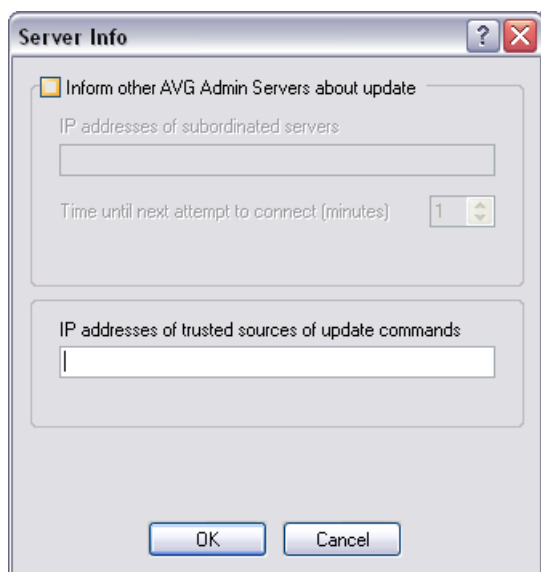 Server Info
?
Inform other AVG Admin Servers about update
IP addresses of subordinated servers
Time until next attempt to connect (minutes)
1
IP addresses of trusted sources of update commands
OK
Cancel